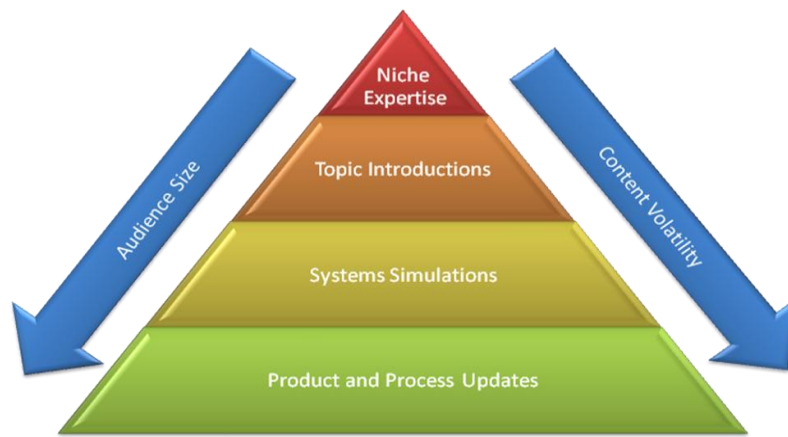 Niche
Expertise
Topic Introductions
Audience Size
Content Volatility
Systems Simulations
Product and Process Updates